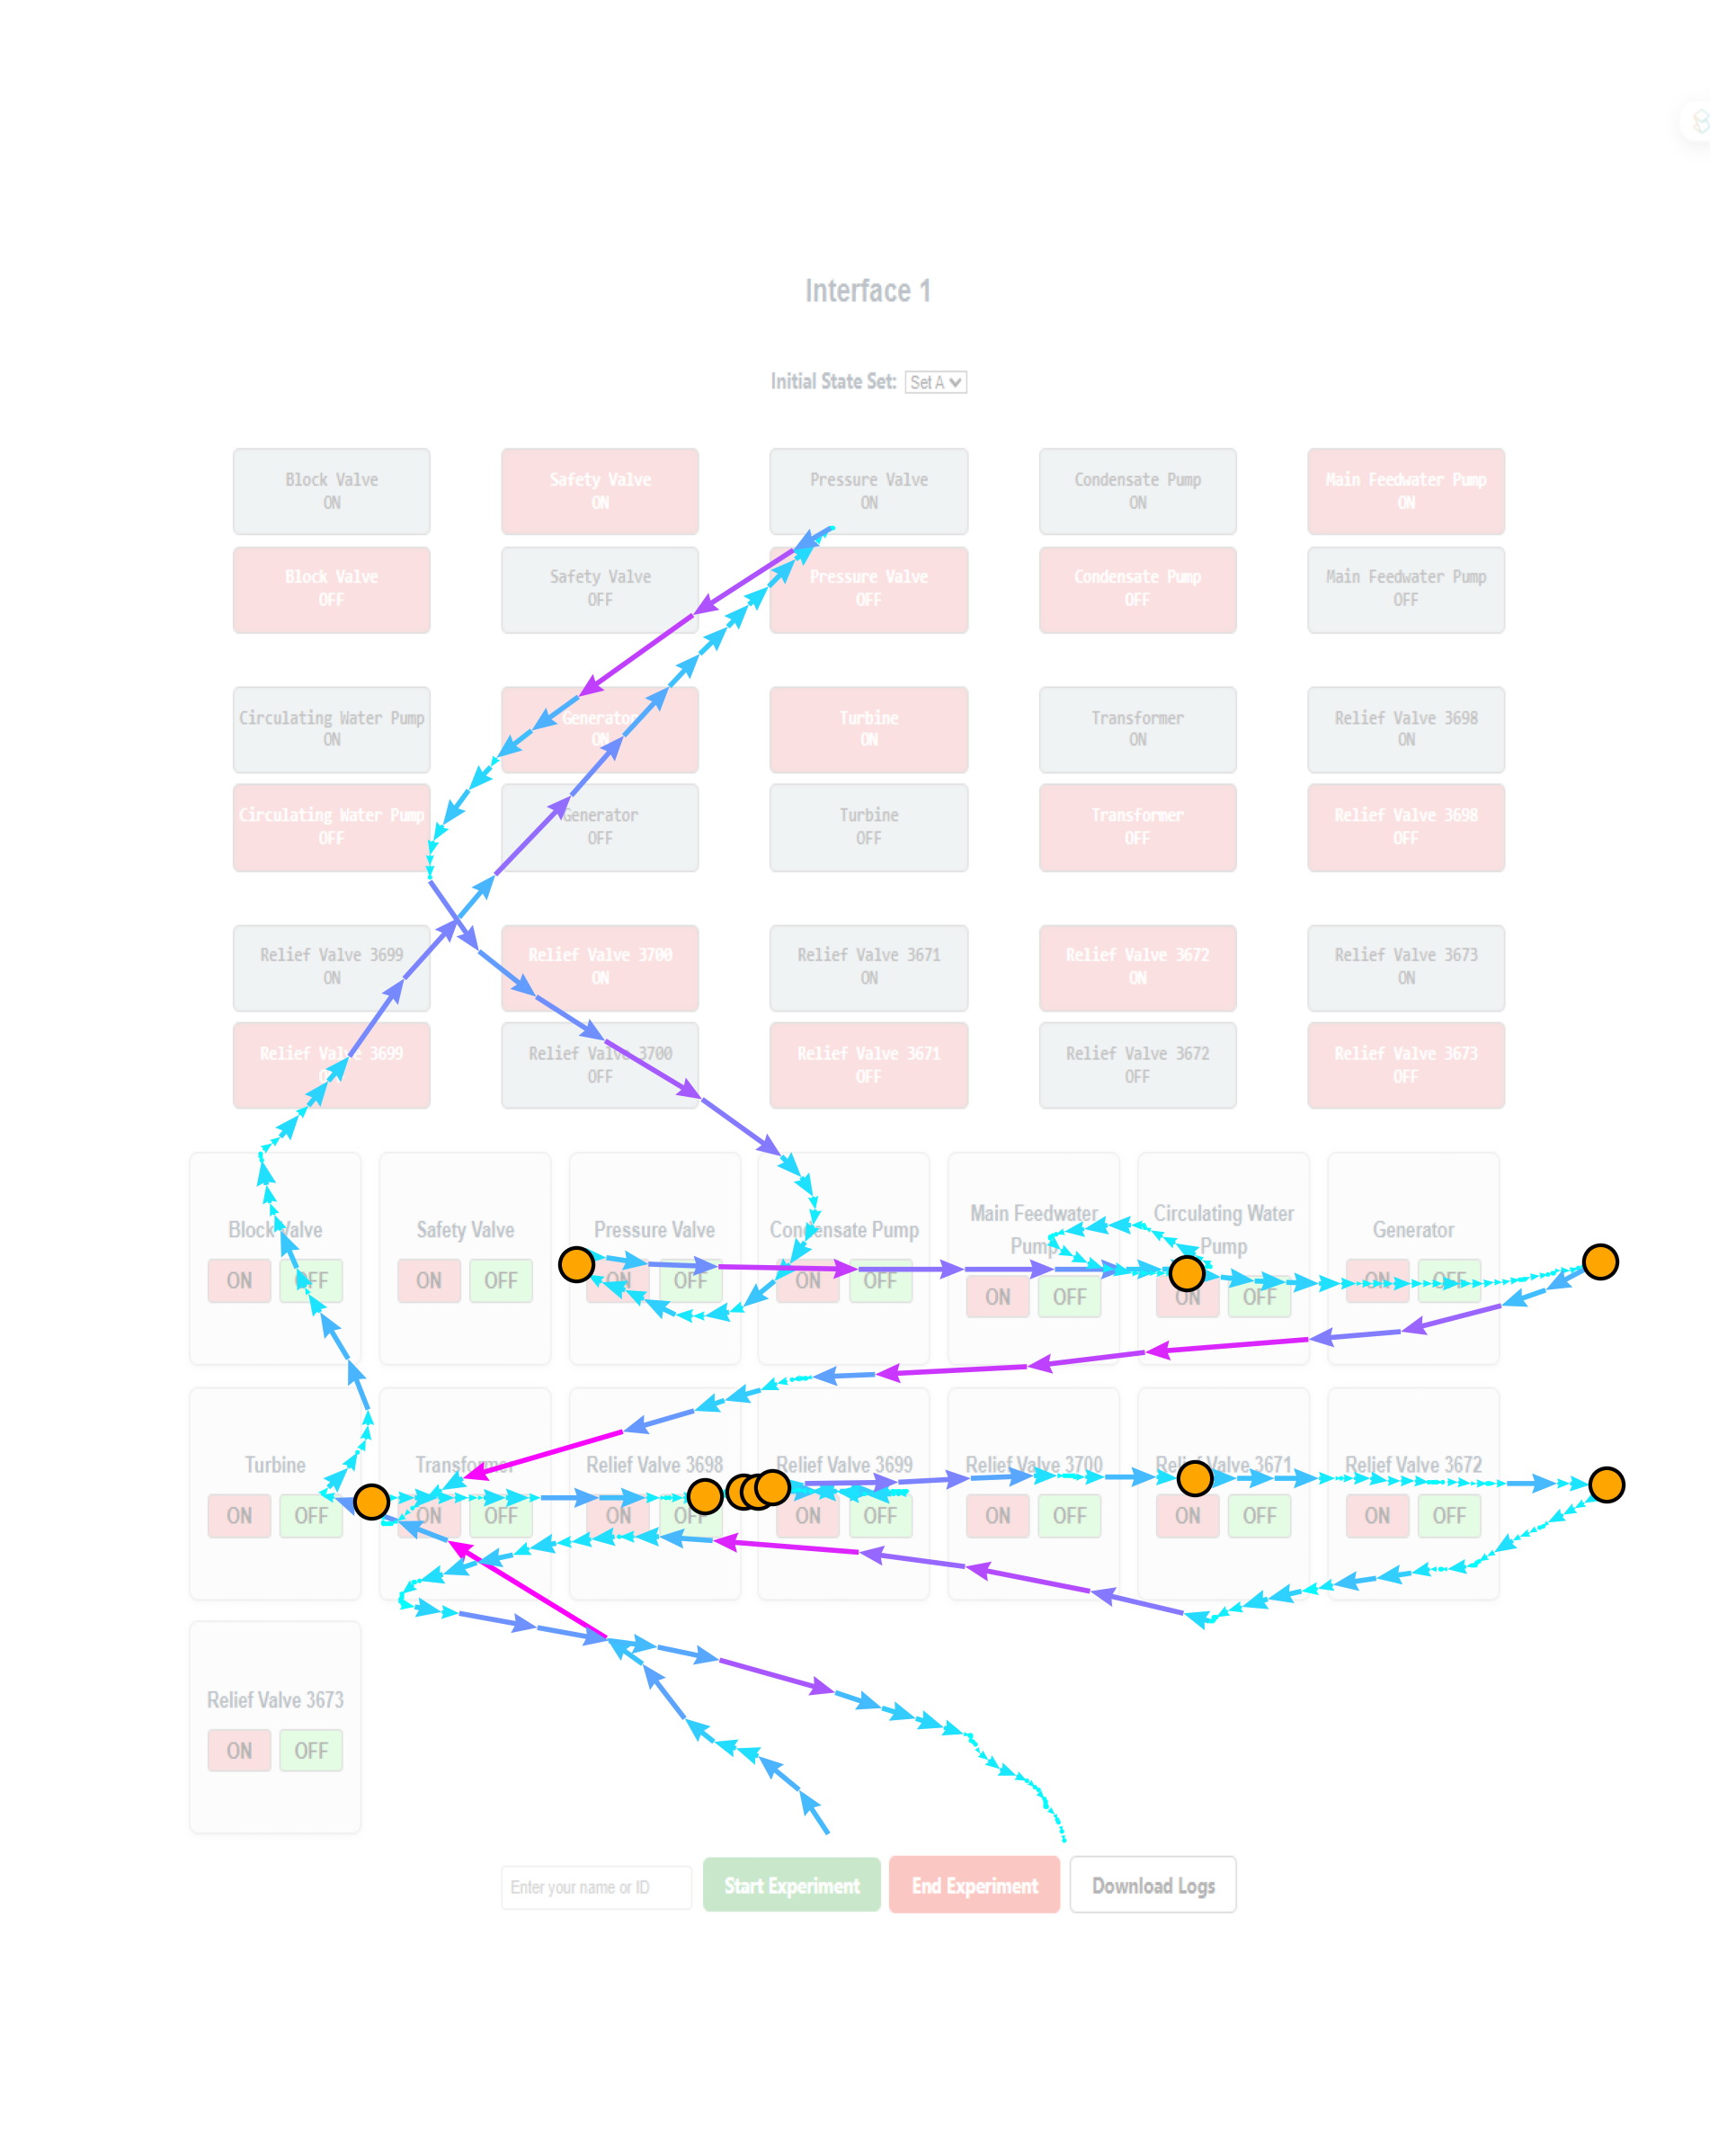 Interface 1
Initial State Set: Set A
Block Valve
ON
Safety Valve
ON
Pressure Valve
ON
Condensate Pump
ON
Main Feedwater Pump
ON
Block Valve
OFF
Safety Valve
OFF
Pressure Valve
OFF
Condensate Pump
OFF
Main Feedwater Pump
OFF
Circulating Water Pump
ON
Generator
ON
Turbine
ON
Transformer
ON
Relief Valve 3698
ON
Circulating Water Pump
OFF
Generator
OFF
Turbine
OFF
Transformer
OFF
Relief Valve 3698
OFF
Relief Valve 3699
ON
Relief Valve 3700
ON
Relief Valve 3671
ON
Relief Valve 3672
ON
Relief Valve 3673
ON
Relief Valve 3699
OFF
Relief Valve 3700
OFF
Relief Valve 3671
OFF
Relief Valve 3672
OFF
Relief Valve 3673
OFF
Block Valve
ON OFF
Safety Valve
ON OFF
Pressure Valve
ON OFF
Condensate Pump
ON OFF
Main Feedwater
Pump
ON OFF
Circulating Water
Pump
ON OFF
Generator
ON OFF
Turbine
ON OFF
Transformer
ON OFF
Relief Valve 3698
ON OFF
Relief Valve 3699
ON OFF
Relief Valve 3700
ON OFF
Relief Valve 3671
ON OFF
Relief Valve 3672
ON OFF
Relief Valve 3673
ON OFF
Enter your name or ID
Start Experiment
End Experiment
Download Logs